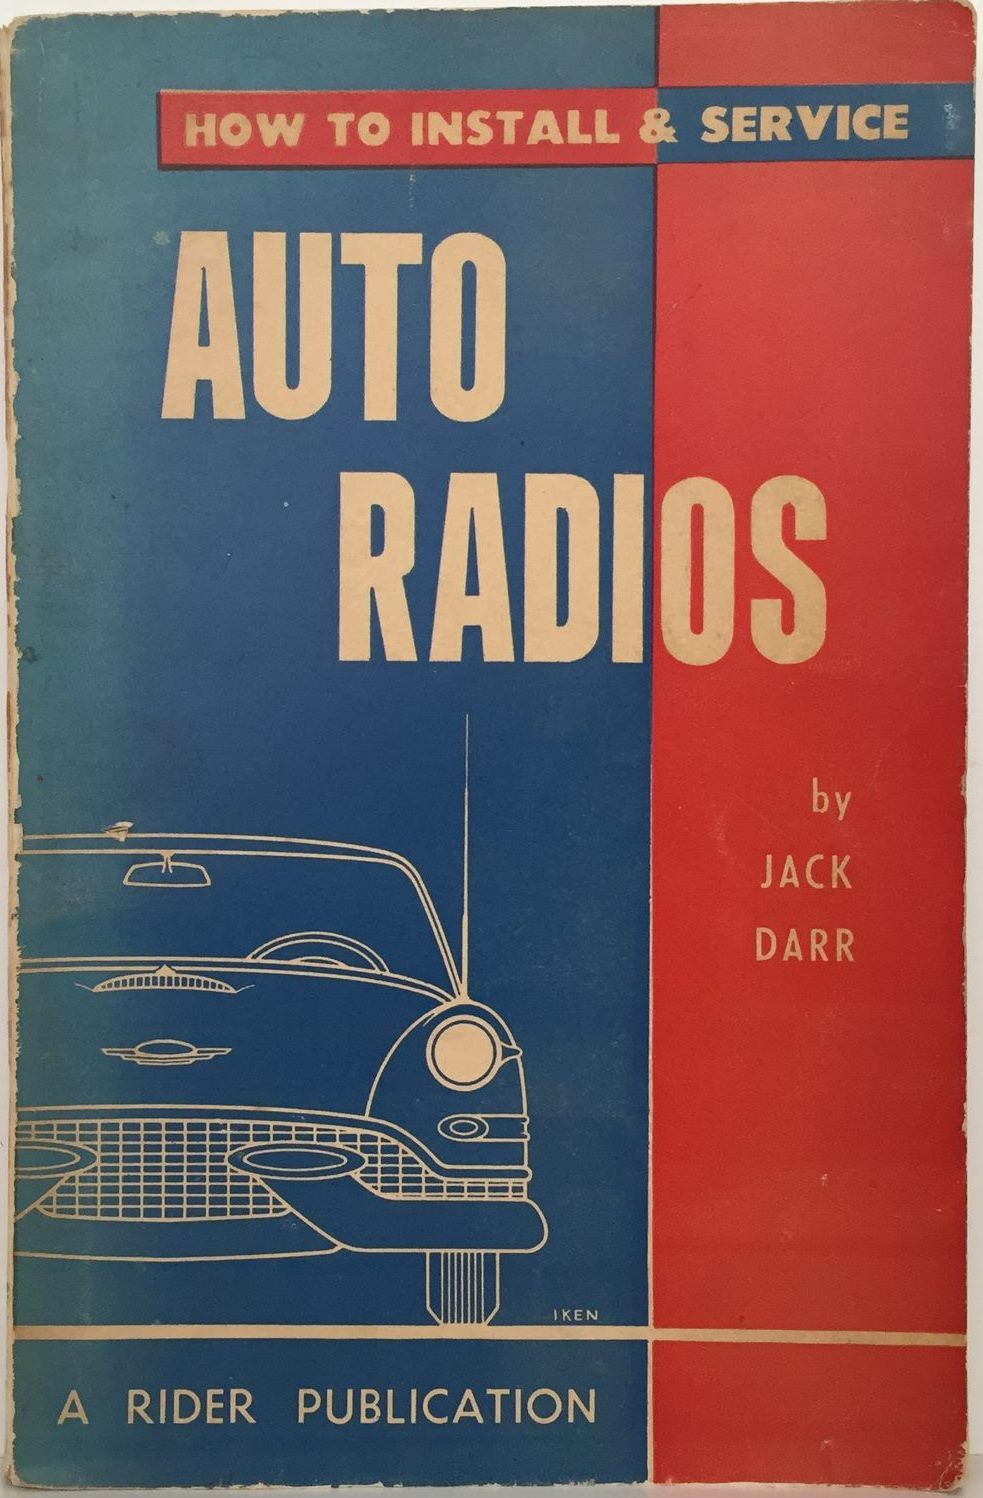 HOW TO INSTALL & SERVICE
AUTO
RADIOS
by
JACK
DARR
IKEN
A RIDER PUBLICATION